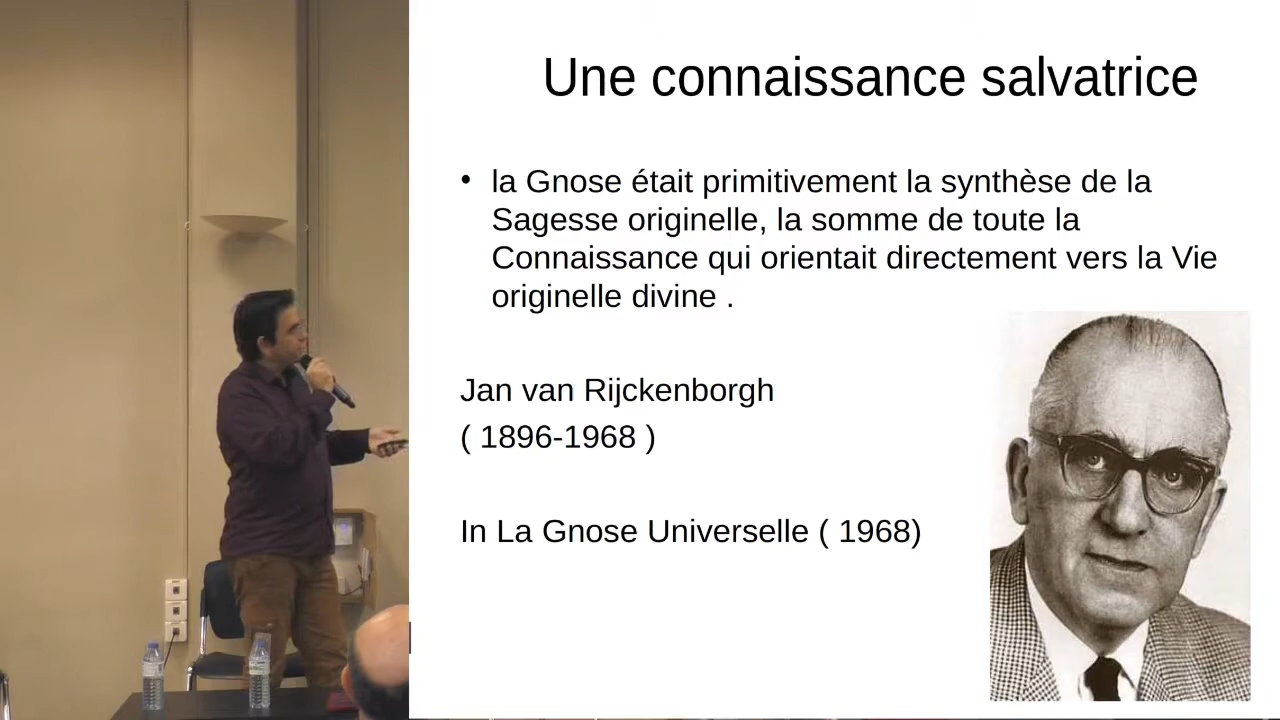 Une connaissance salvatrice
• la Gnose était primitivement la synthèse de la
Sagesse originelle, la somme de toute la
Connaissance qui orientait directement vers la Vie
originelle divine .
Jan van Rijckenborgh
( 1896-1968 )
In La Gnose Universelle ( 1968)